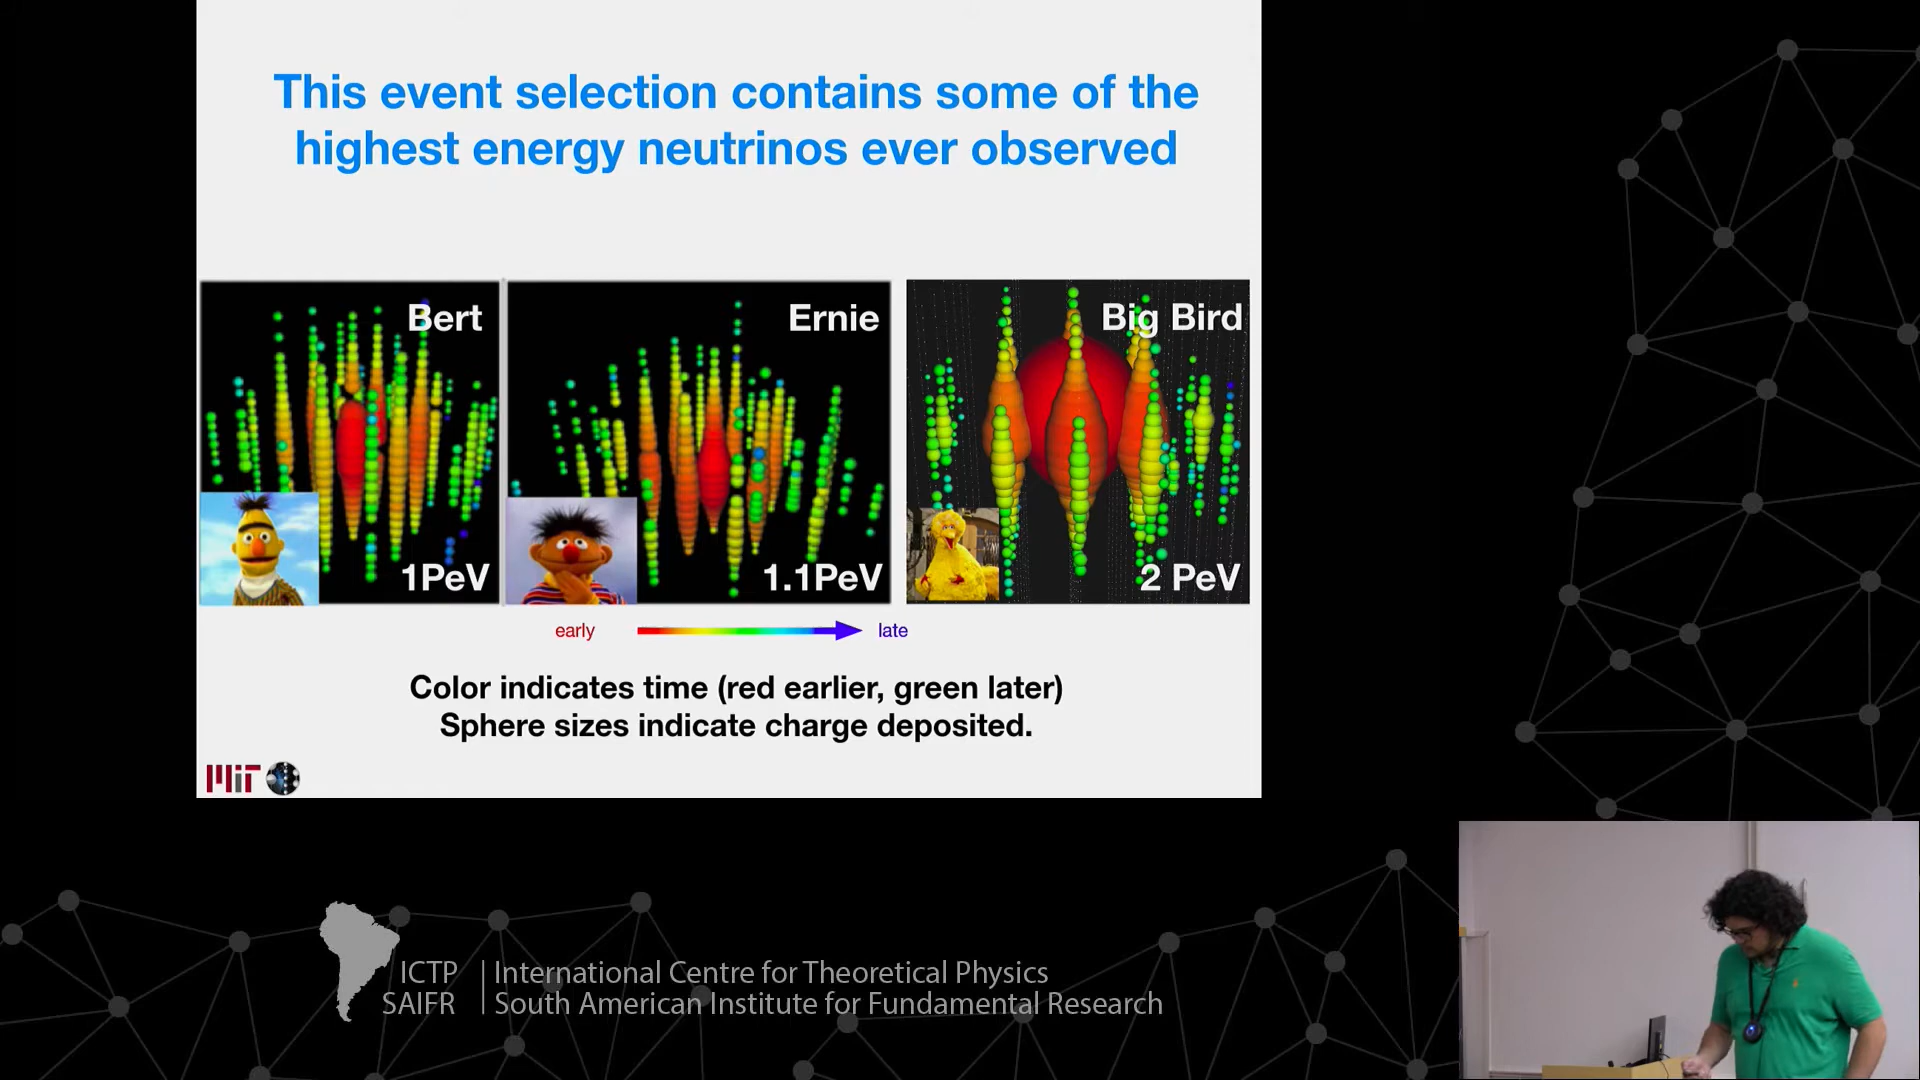 This event selection contains some of the
highest energy neutrinos ever observed
Bert
Ernie
Big Bird
1PeV
1.1PeV
2 PeV
early
late
Color indicates time (red earlier, green later)
Sphere sizes indicate charge deposited.
MIT
ICTP
SAIFR
International Centre for Theoretical Physics
South American Institute for Fundamental Research